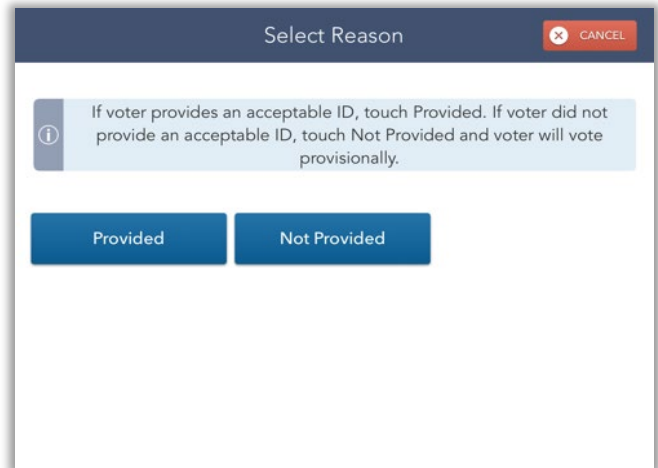 Select Reason
CANCEL
If voter provides an acceptable ID, touch Provided. If voter did not
provide an acceptable ID, touch Not Provided and voter will vote
provisionally.
Provided
Not Provided